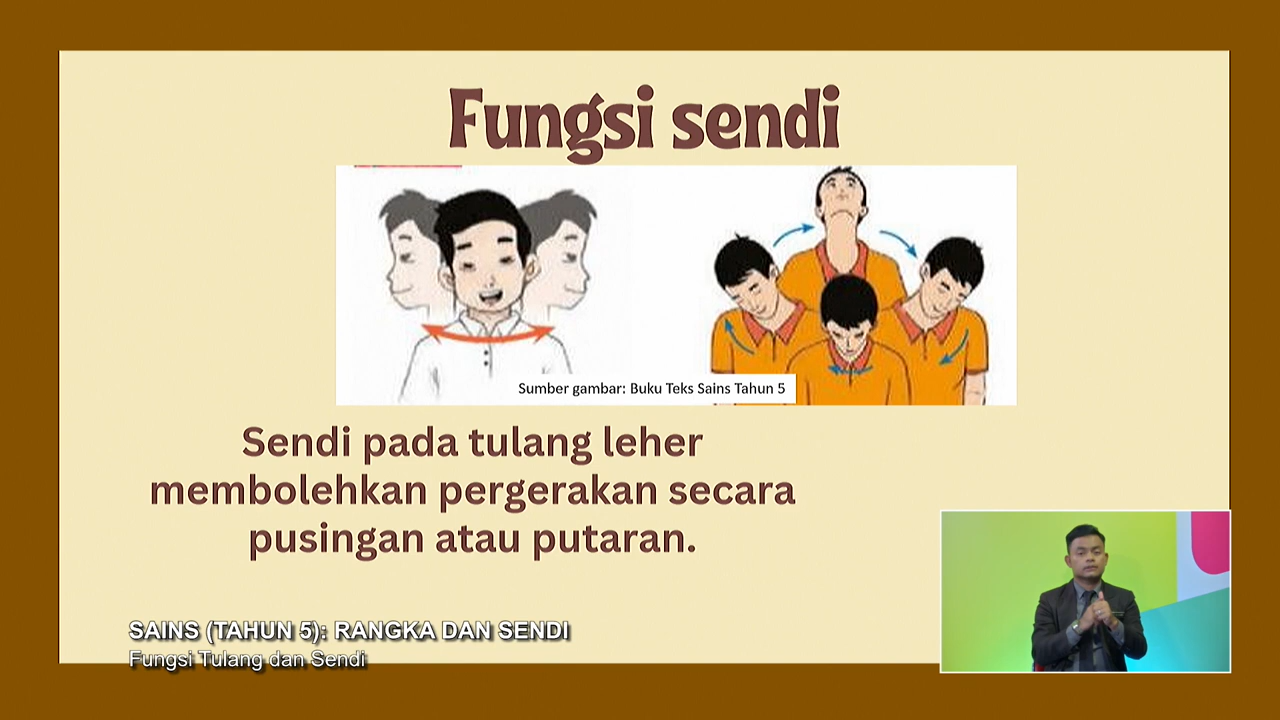 Fungsi sendi
Sumber gambar: Buku Teks Sains Tahun 5
Sendi pada tulang leher
membolehkan pergerakan secara
pusingan atau putaran.
SAINS (TAHUN 5): RANGKA DAN SENDI
Fungsi Tulang dan Sendi